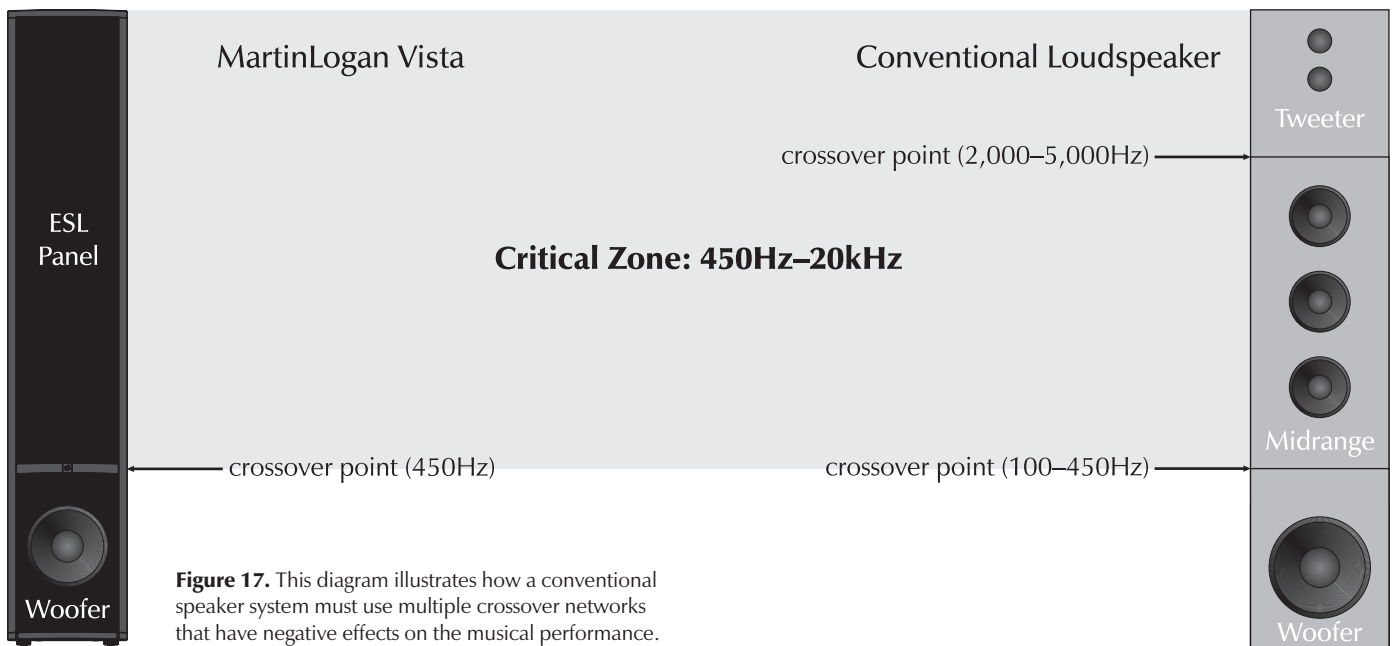 MartinLogan Vista
Conventional Loudspeaker
Tweeter
crossover point (2,000–5,000Hz)
ESL
Panel
Critical Zone: 450Hz–20kHz
Midrange
crossover point (450Hz)
crossover point (100–450Hz)
Woofer
Figure 17. This diagram illustrates how a conventional
speaker system must use multiple crossover networks
that have negative effects on the musical performance.
Woofer